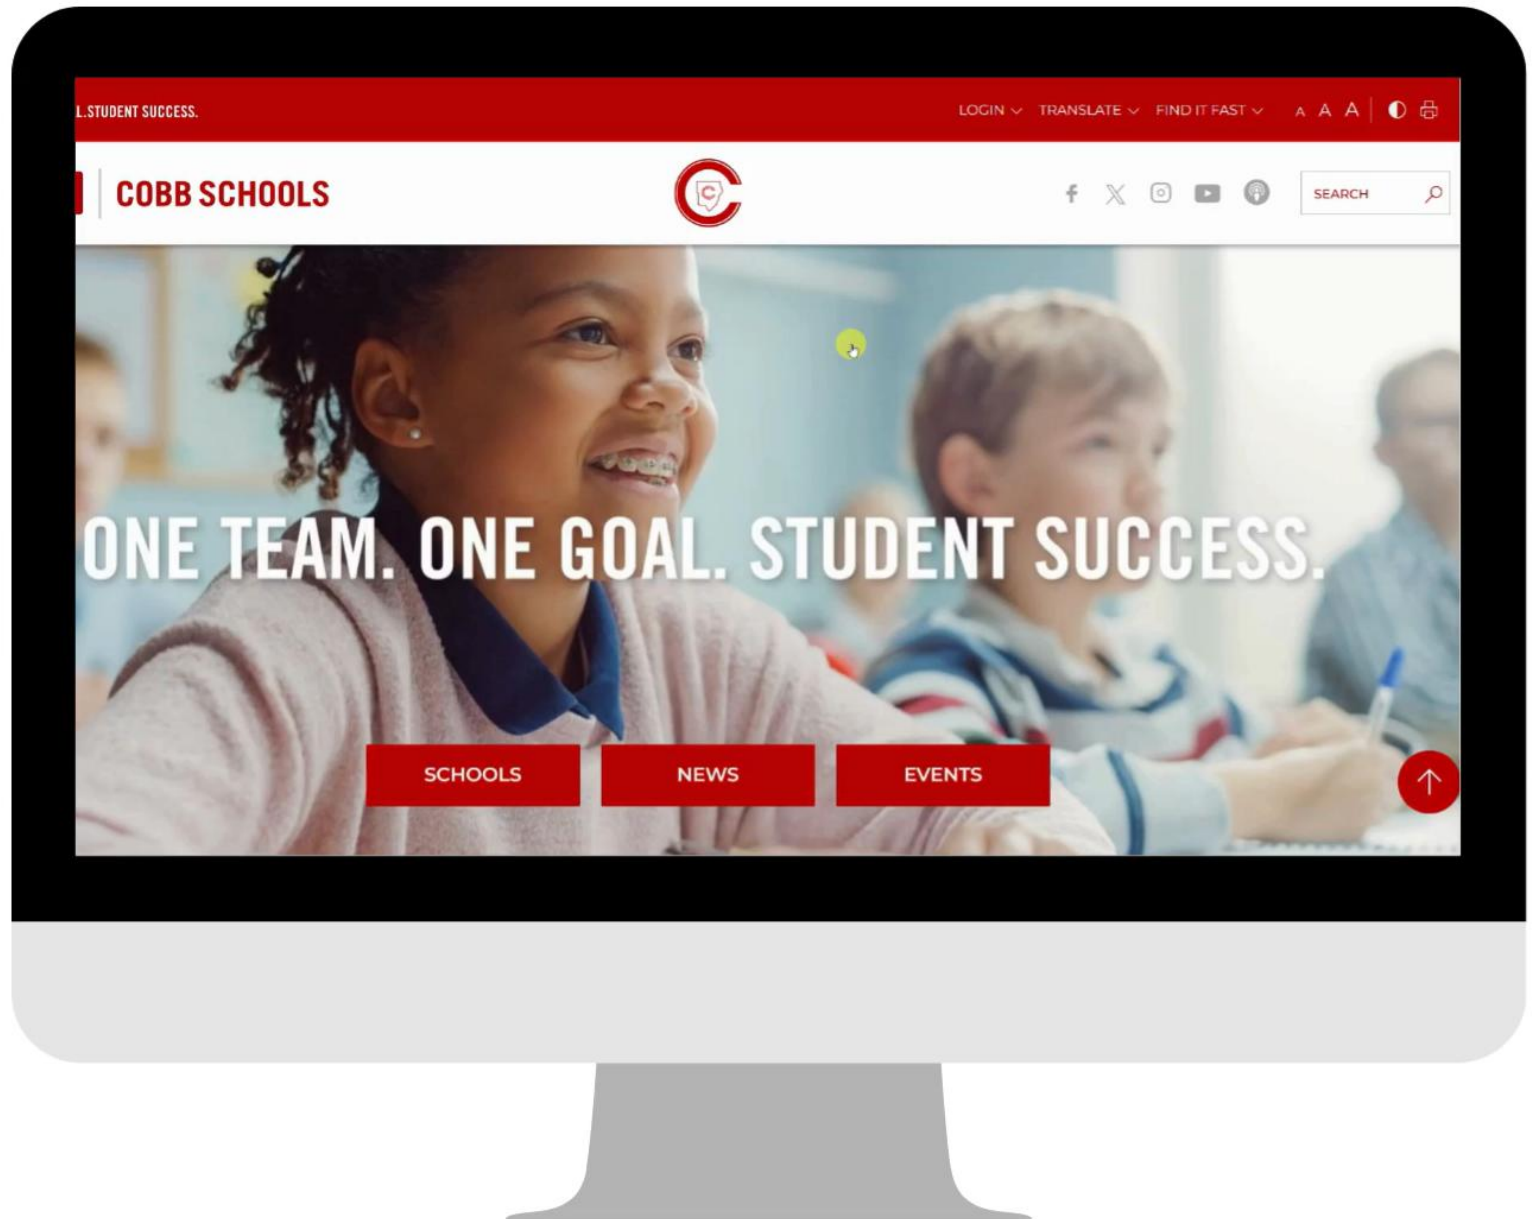 L.STUDENT SUCCESS.
LOGIN TRANSLATE FIND IT FAST A A A
COBB SCHOOLS
C
SEARCH
ONE TEAM. ONE GOAL. STUDENT SUCCESS.
SCHOOLS NEWS EVENTS